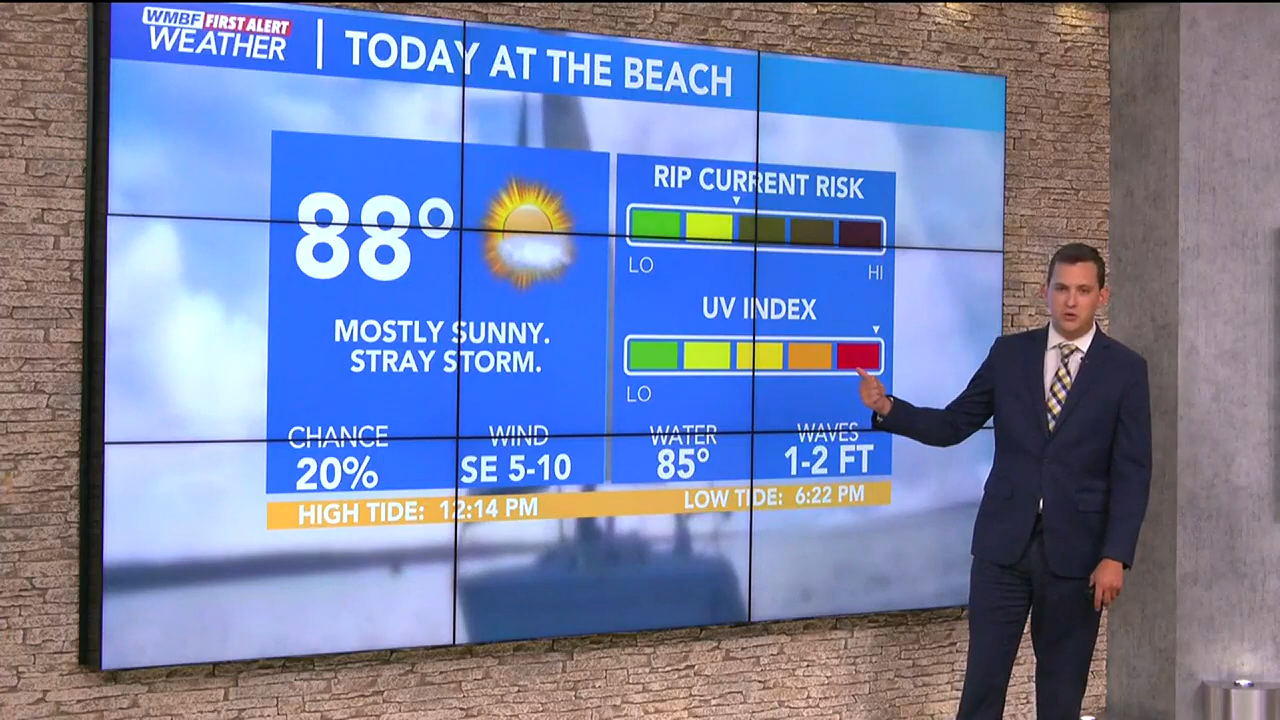 WMBF FIRST ALERT
WEATHER
TODAY AT THE BEACH
88°
MOSTLY SUNNY.
STRAY STORM.
CHANCE
20%
WIND
SE 5-10
RIP CURRENT RISK
LO
HI
UV INDEX
LO
WATER
85°
WAVES
1-2 FT
HIGH TIDE: 12:14 PM
LOW TIDE: 6:22 PM